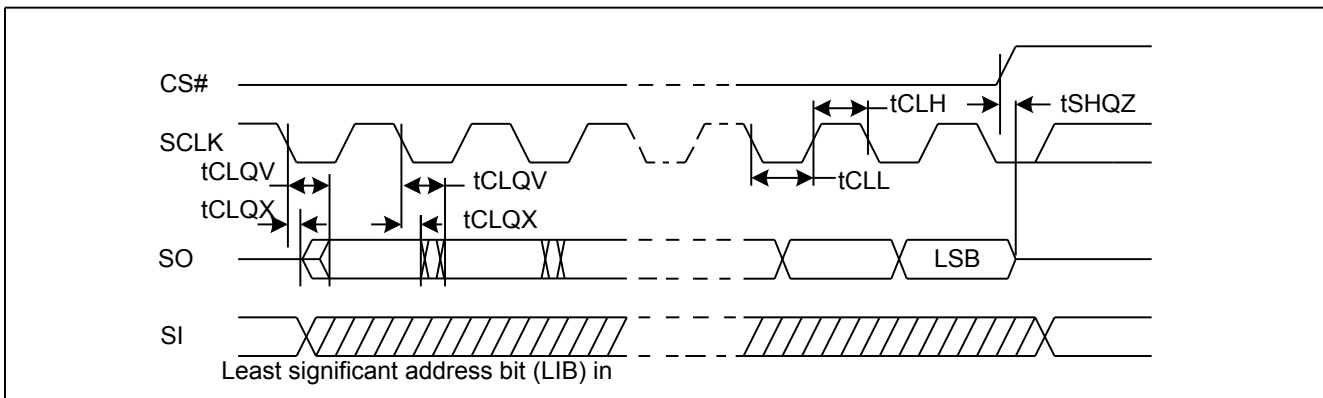 CS#
tCLH
tSHQZ
SCLK
tCLQV
tCLQV
tCLL
tCLQX
tCLQX
SO
LSB
SI
Least significant address bit (LIB) in